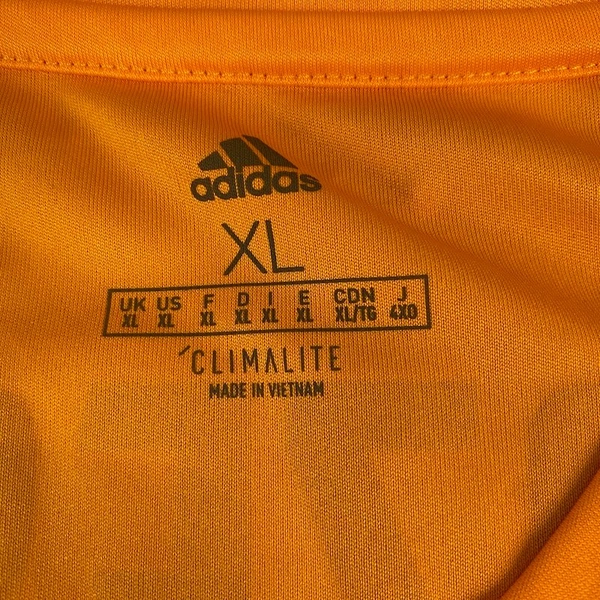 adidas
XL
UK US F D I E CDN J
XL XL XL XL XL XL XL/TG 4XO
CLIMALITE
MADE IN VIETNAM